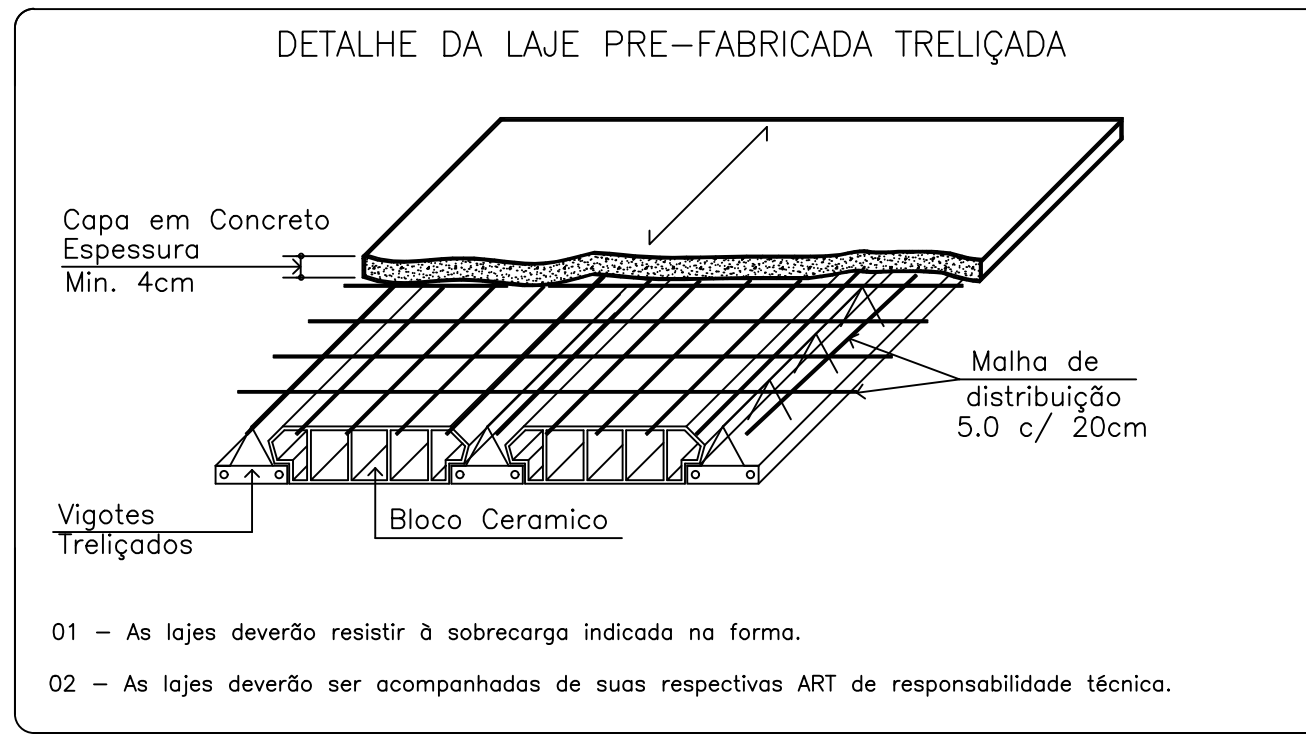 DETALHE DA LAJE PRE-FABRICADA TRELIÇADA
Capa em Concreto
Espessura
Min. 4cm
Malha de
distribuição
5.0 c/ 20cm
Vigotes
Treliçados
Bloco Ceramico
01 - As lajes deverão resistir à sobrecarga indicada na forma.
02 - As lajes deverão ser acompanhadas de suas respectivas ART de responsabilidade técnica.